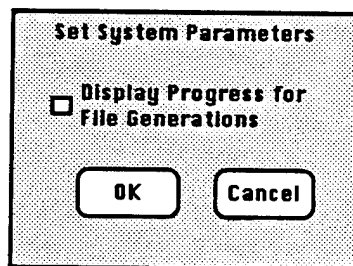 Set System Parameters
Display Progress for
File Generations
OK
Cancel